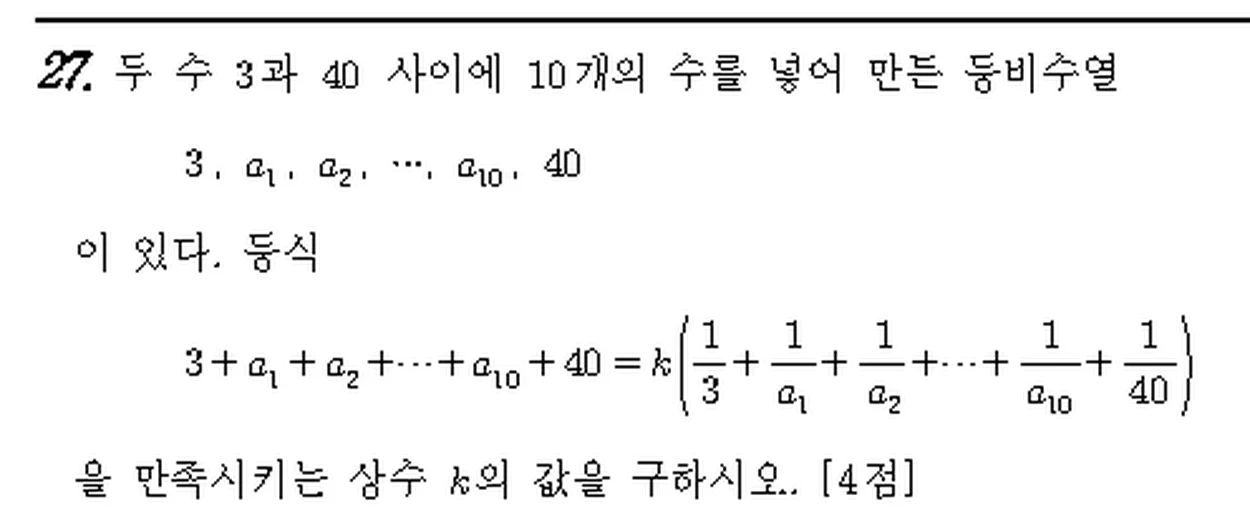 27. 두 수 3과 40 사이에 10개의 수를 넣어 만든 등비수열
3, a₁, a₂, ⋯, a₁₀, 40
이 있다. 등식
3+a₁+a₂+⋯+a₁₀+40=k(1/3+1/a₁+1/a₂+⋯+1/a₁₀+1/40)
을 만족시키는 상수 k의 값을 구하시오. [4점]